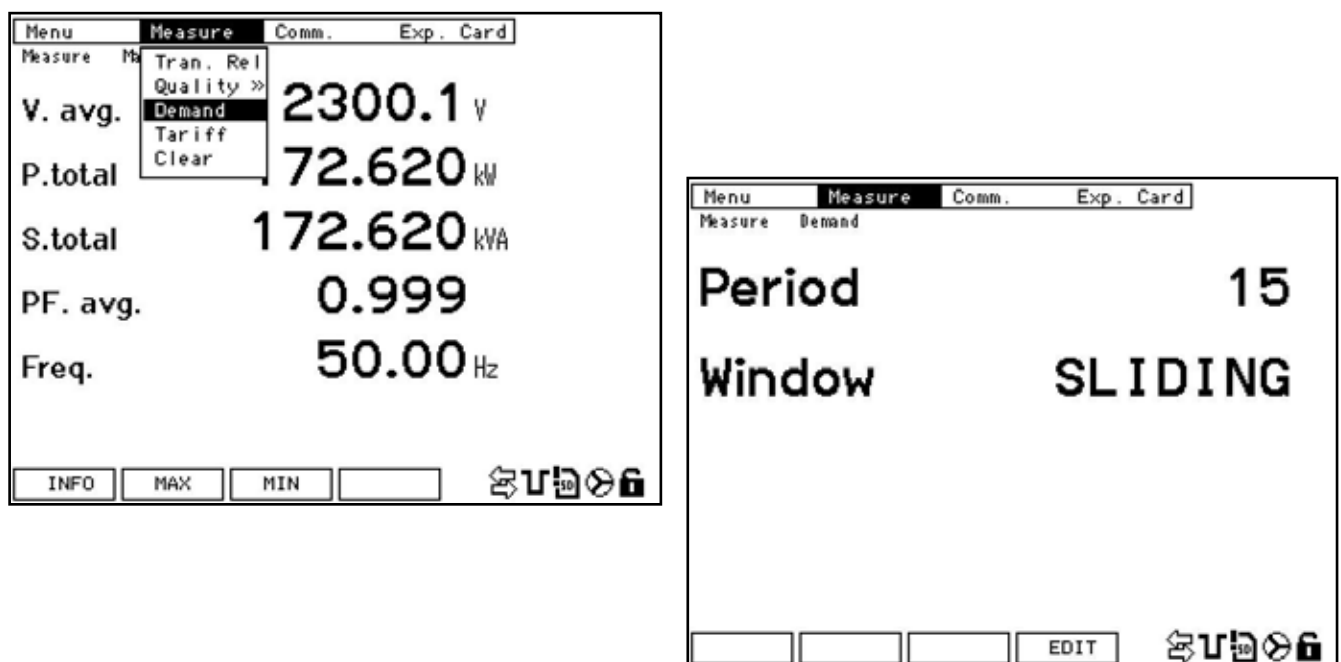 Menu Measure Comm. Exp. Card
Measure
Tran. Rel
Quality »
Demand
Tariff
Clear
V. avg. 2300.1 V
P.total 72.620 kW
S.total 172.620 kVA
PF. avg. 0.999
Freq. 50.00 Hz
INFO MAX MIN
SD
Menu Measure Comm. Exp. Card
Measure Demand
Period 15
Window SLIDING
EDIT
SD